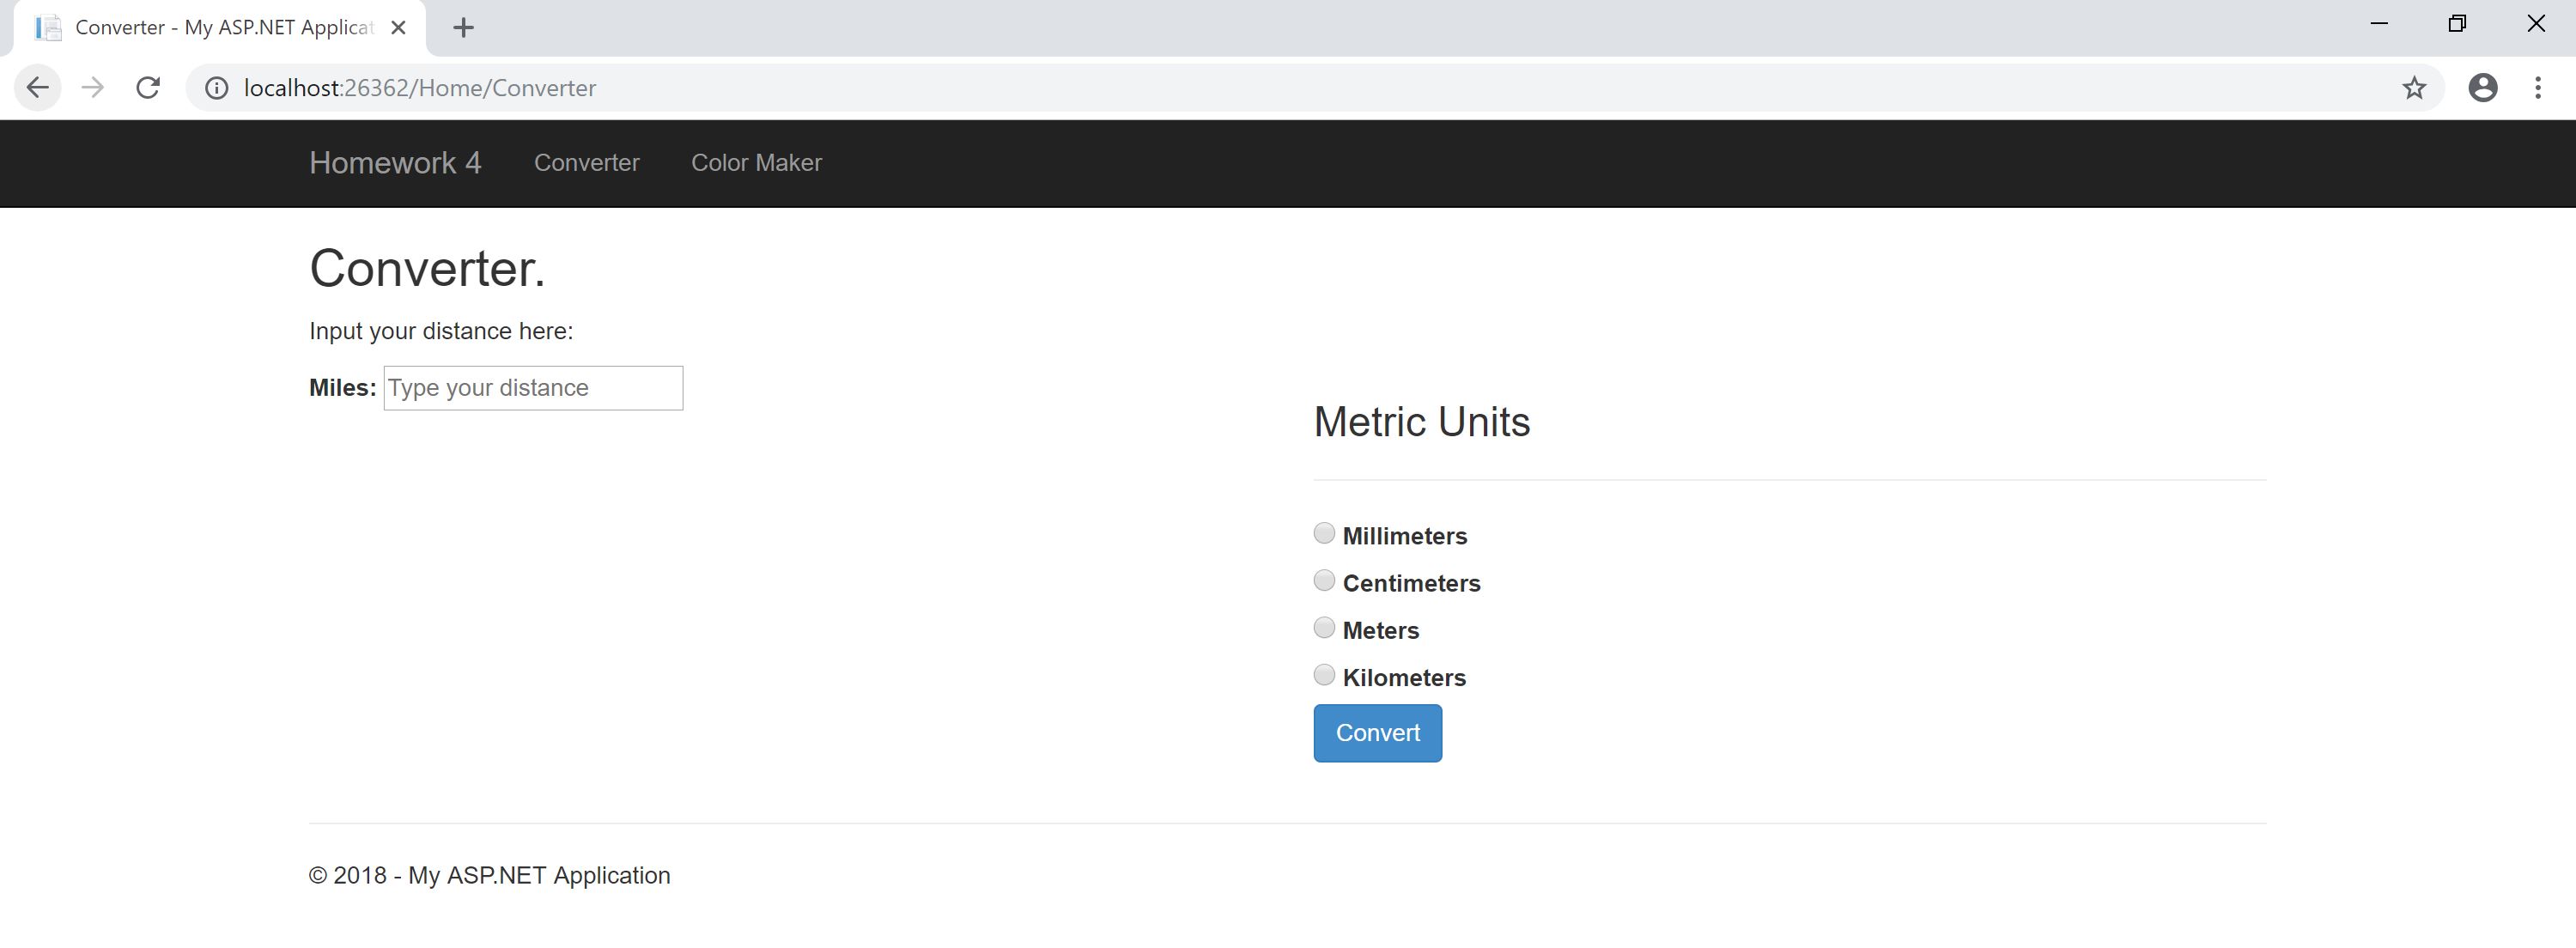 Converter - My ASP.NET Applicat
localhost:26362/Home/Converter
Homework 4 Converter Color Maker
Converter.
Input your distance here:
Miles: Type your distance
Metric Units
Millimeters
Centimeters
Meters
Kilometers
Convert
© 2018 - My ASP.NET Application